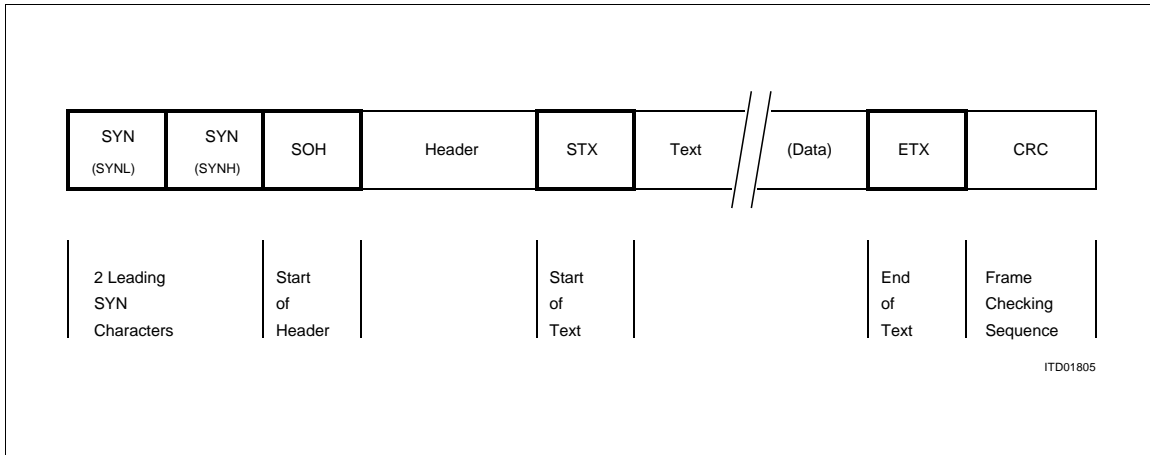 SYN SYN SOH Header STX Text (Data) ETX CRC
(SYNL) (SYNH)
2 Leading Start Start End Frame
SYN of of of Checking
Characters Header Text Text Sequence
ITD01805